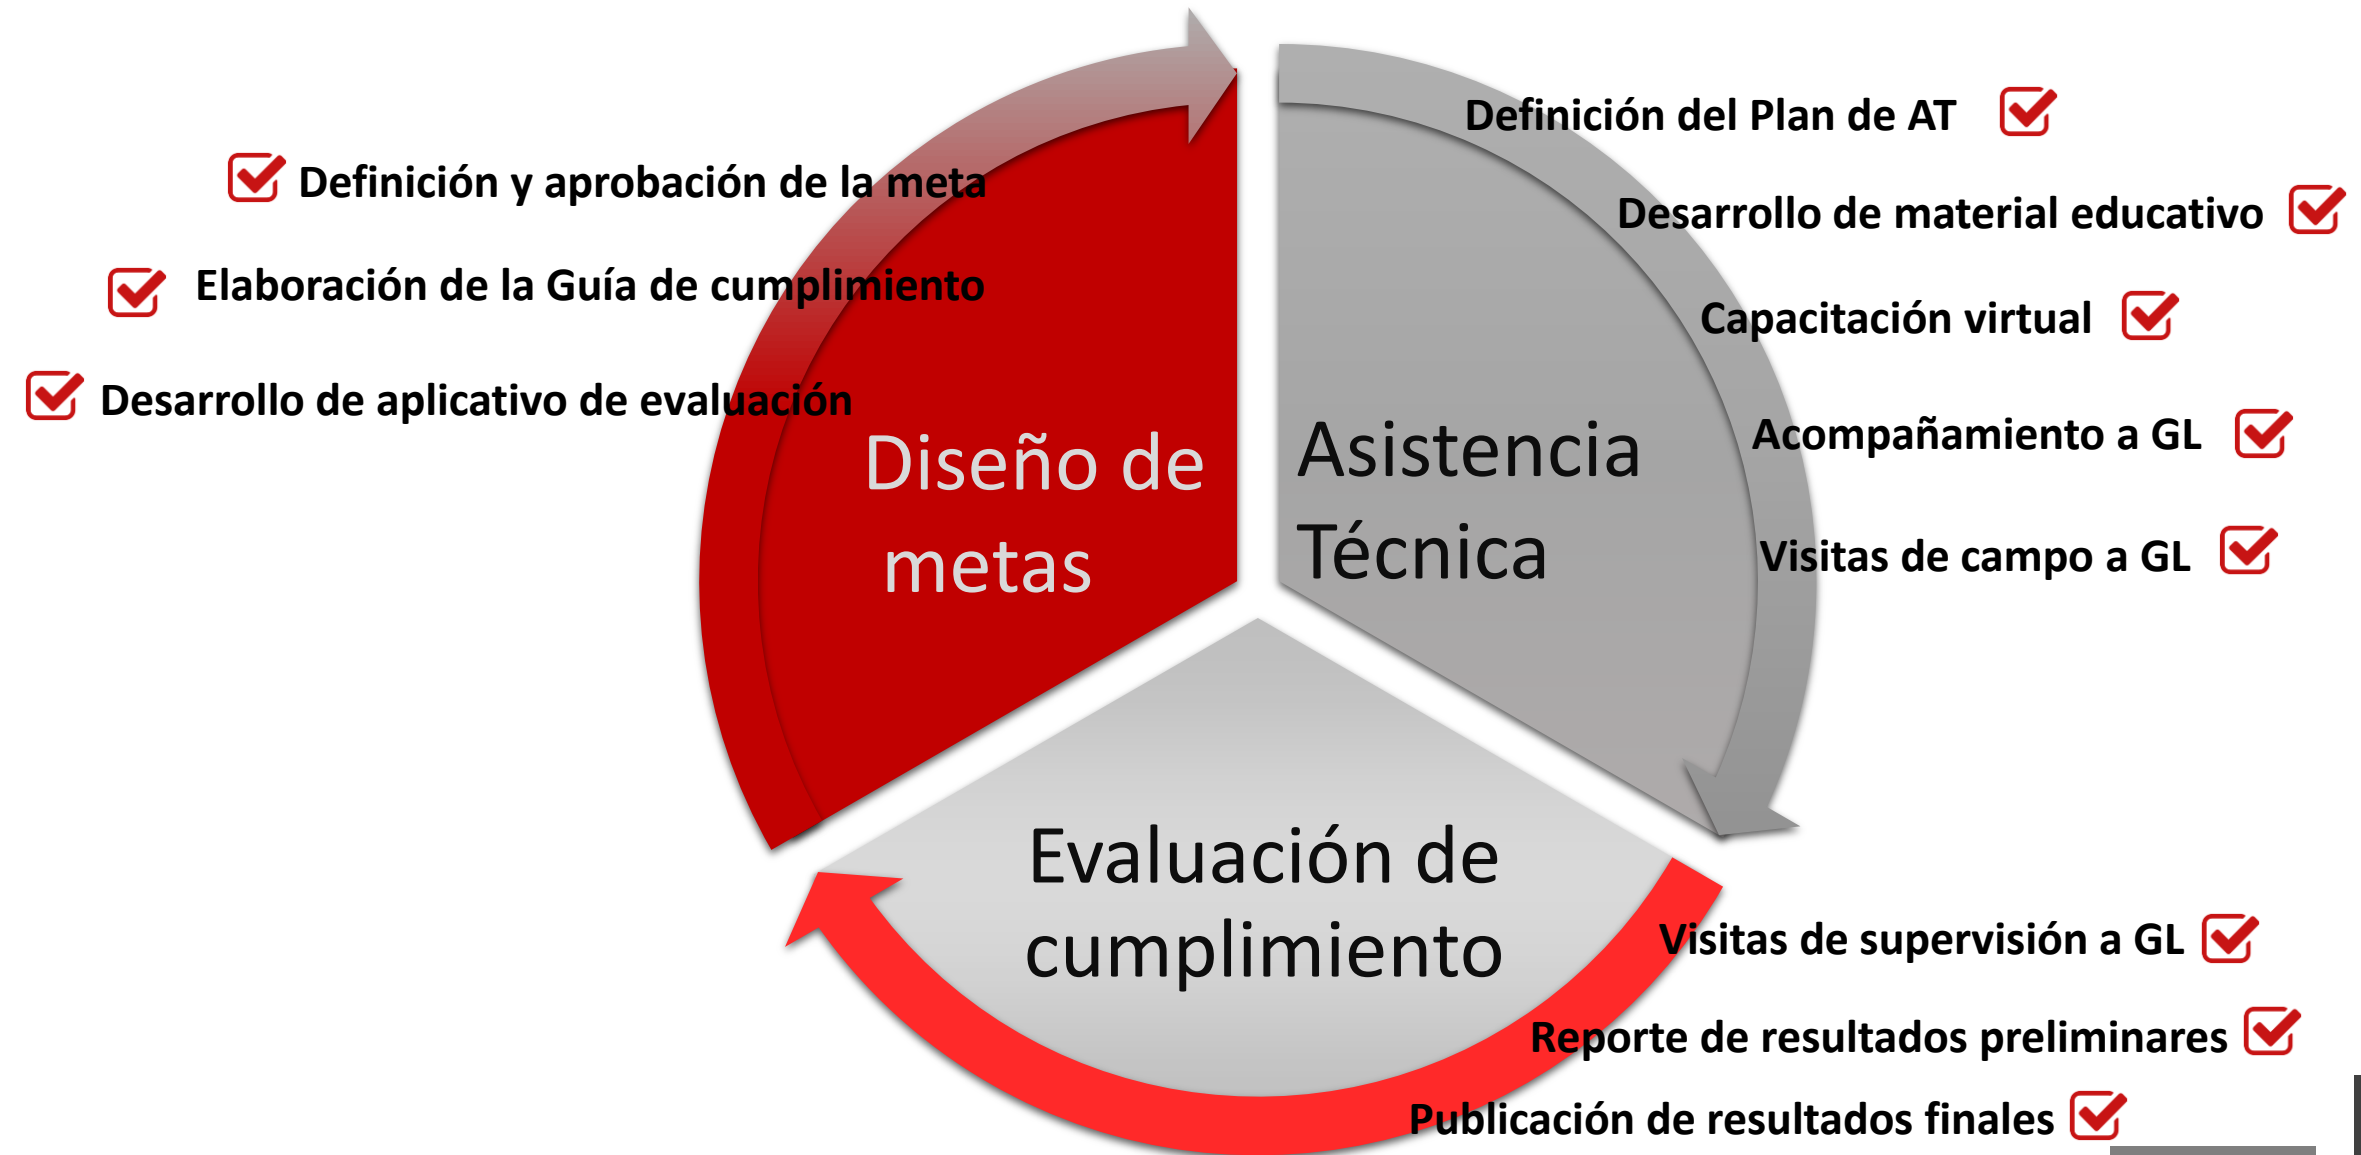 Definición y aprobación de la meta
Elaboración de la Guía de cumplimiento
Desarrollo de aplicativo de evaluación
Diseño de
metas
Definición del Plan de AT
Desarrollo de material educativo
Capacitación virtual
Acompañamiento a GL
Visitas de campo a GL
Asistencia
Técnica
Evaluación de
cumplimiento
Visitas de supervisión a GL
Reporte de resultados preliminares
Publicación de resultados finales